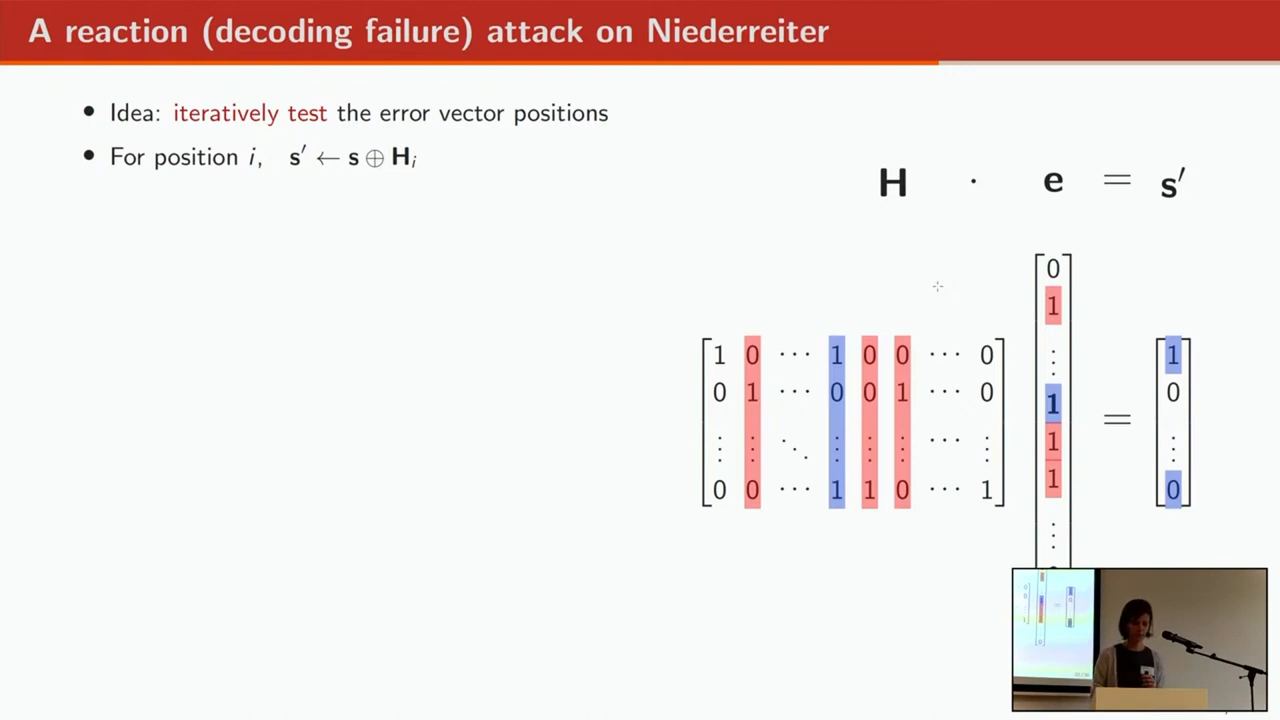 A reaction (decoding failure) attack on Niederreiter
• Idea: iteratively test the error vector positions
• For position i, s′ ← s ⊕ Hᵢ
H · e = s′
0
1
1 0 ⋯ 1 0 0 ⋯ 0 ⋮ 1
0 1 ⋯ 0 0 1 ⋯ 0 1 = 0
⋮ ⋮ ⋱ ⋮ ⋮ ⋮ ⋯ ⋮ 1 ⋮
0 0 ⋯ 1 1 0 ⋯ 1 1 0
⋮